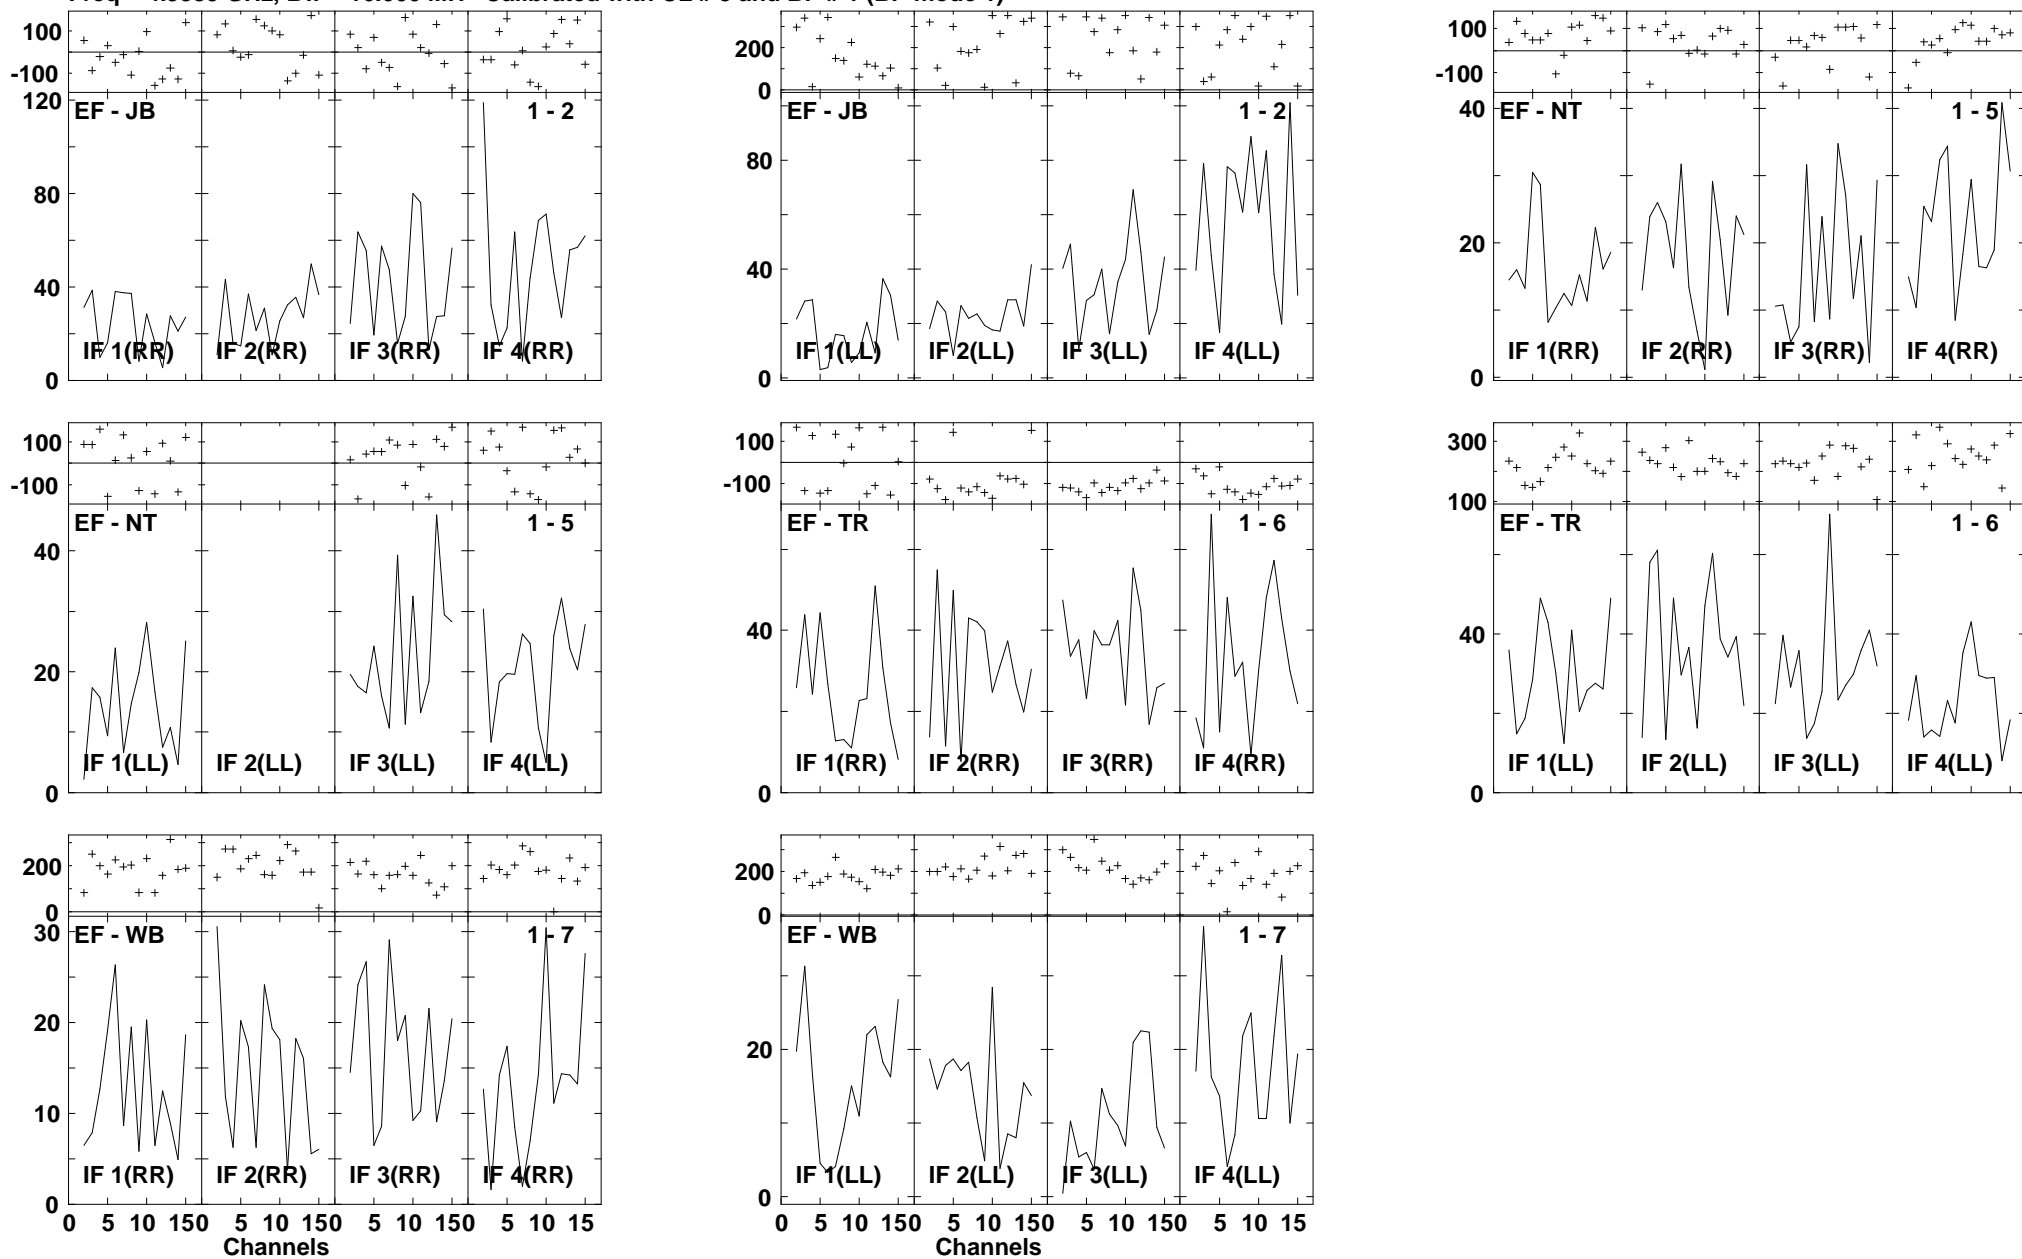 100
-100
120
80
40
0
EF - JB
1 - 2
IF 1(RR)
IF 2(RR)
IF 3(RR)
IF 4(RR)
200
0
80
40
0
EF - JB
1 - 2
IF 1(LL)
IF 2(LL)
IF 3(LL)
IF 4(LL)
100
-100
40
20
0
EF - NT
1 - 5
IF 1(RR)
IF 2(RR)
IF 3(RR)
IF 4(RR)
100
-100
40
20
0
EF - NT
1 - 5
IF 1(LL)
IF 2(LL)
IF 3(LL)
IF 4(LL)
100
-100
40
0
EF - TR
1 - 6
IF 1(RR)
IF 2(RR)
IF 3(RR)
IF 4(RR)
300
100
40
0
EF - TR
1 - 6
IF 1(LL)
IF 2(LL)
IF 3(LL)
IF 4(LL)
200
0
30
20
10
0
EF - WB
1 - 7
IF 1(RR)
IF 2(RR)
IF 3(RR)
IF 4(RR)
0 5 10 150 5 10 150 5 10 150 5 10 15
Channels
200
0
20
0
EF - WB
1 - 7
IF 1(LL)
IF 2(LL)
IF 3(LL)
IF 4(LL)
Channels